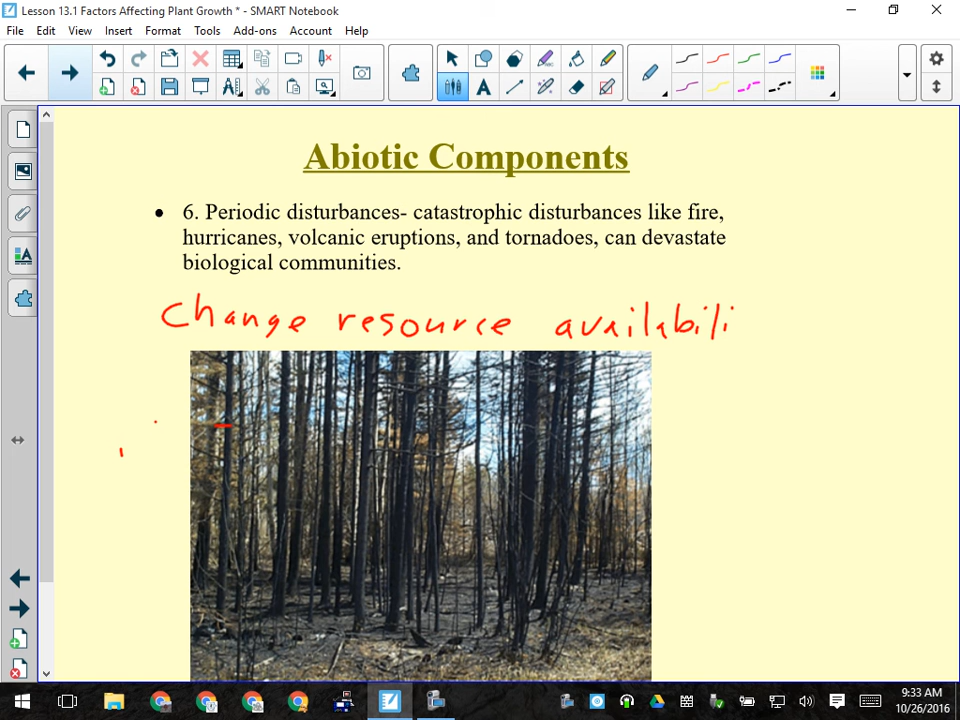 Lesson 13.1 Factors Affecting Plant Growth * - SMART Notebook
File Edit View Insert Format Tools Add-ons Account Help
Abiotic Components
• 6. Periodic disturbances- catastrophic disturbances like fire,
hurricanes, volcanic eruptions, and tornadoes, can devastate
biological communities.
Change resource availabili
9:33 AM
10/26/2016